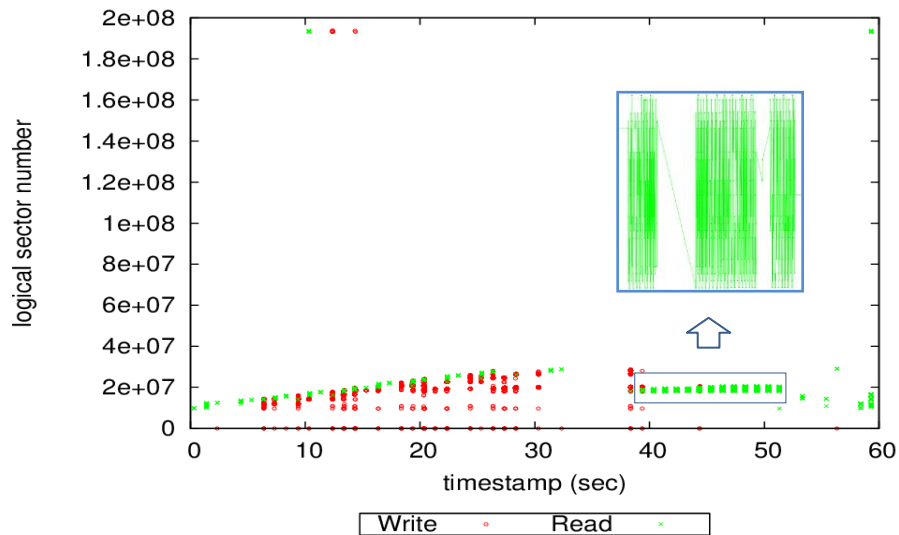 2e+08
1.8e+08
1.6e+08
1.4e+08
1.2e+08
1e+08
8e+07
6e+07
4e+07
2e+07
0
logical sector number
0 10 20 30 40 50 60
timestamp (sec)
Write Read